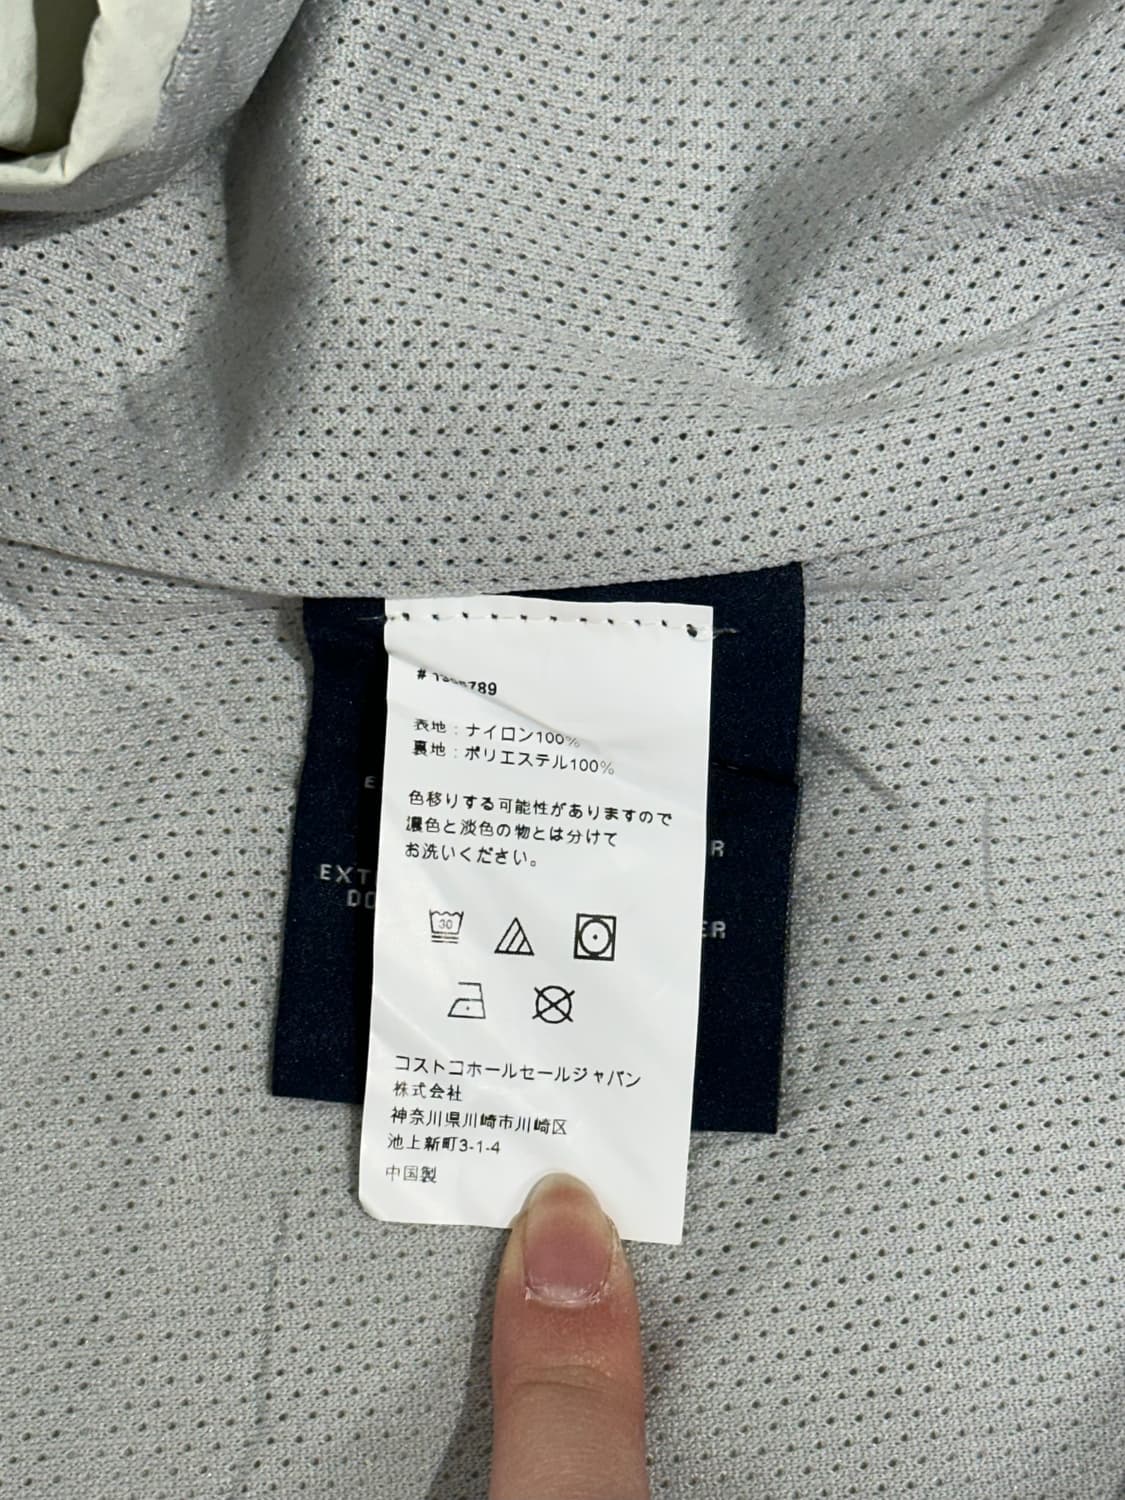 789
表地 : ナイロン100%
裏地 : ポリエステル100%
色移りする可能性がありますので
濃色と淡色の物とは分けて
お洗いください。
30
コストコホールセールジャパン
株式会社
神奈川県川崎市川崎区
池上新町3-1-4
中国製